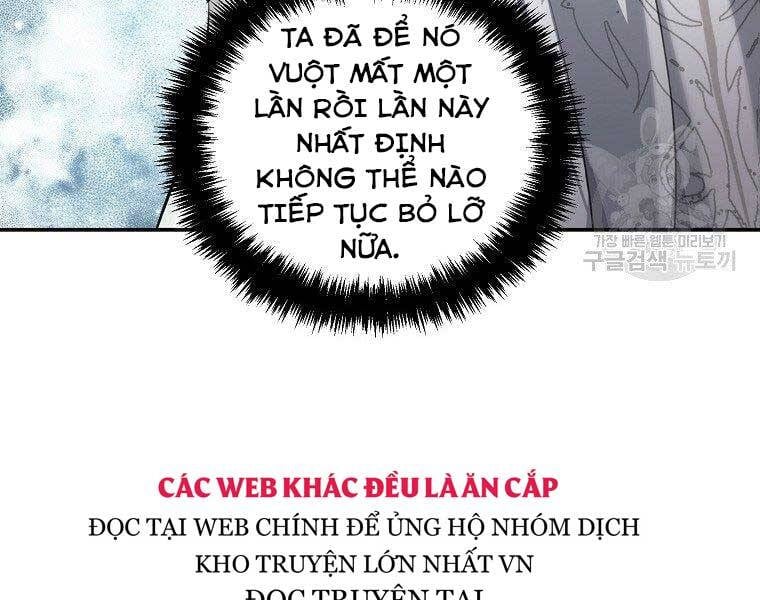 TA ĐÃ ĐỂ NÓ
VUỘT MẤT MỘT
LẦN RỒI LẦN NÀY
NHẤT ĐỊNH
KHÔNG THỂ NÀO
TIẾP TỤC BỎ LỠ
NỮA.
가장 빠른 웹툰 미리보기
구글검색 뉴토끼
CÁC WEB KHÁC ĐỀU LÀ ĂN CẮP
ĐỌC TẠI WEB CHÍNH ĐỂ ỦNG HỘ NHÓM DỊCH
KHO TRUYỆN LỚN NHẤT VN
ĐỌC TRUYỆN TẠI